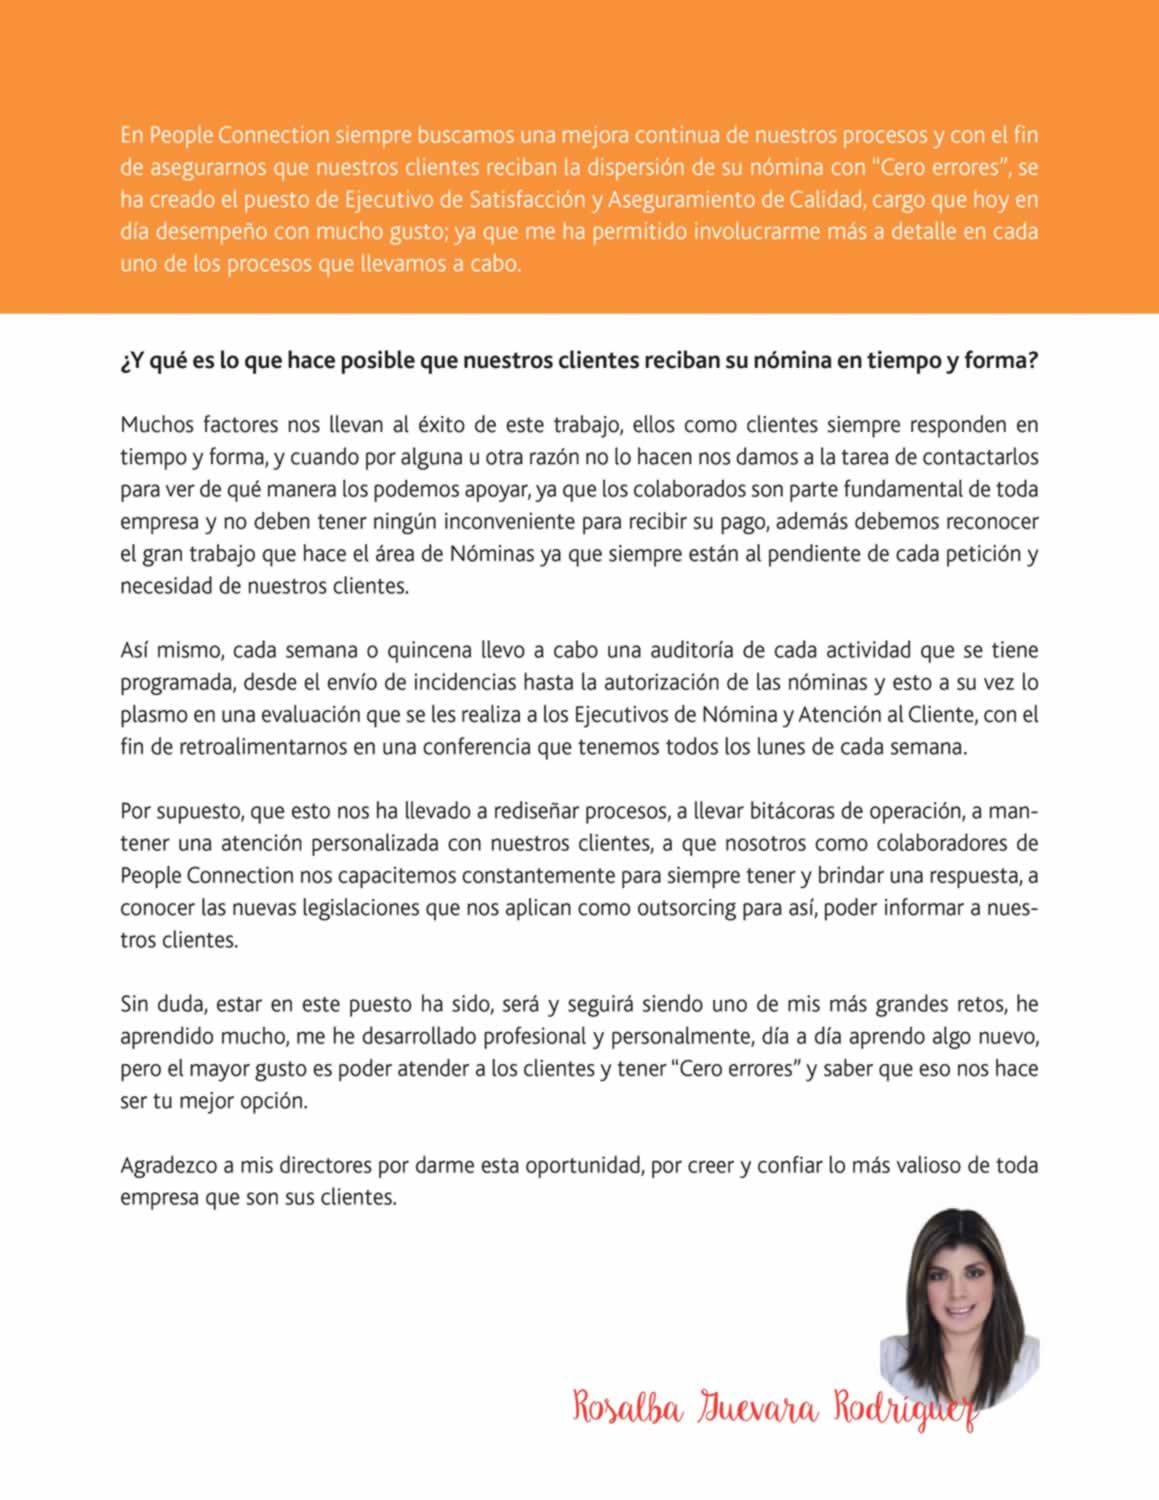 En People Connection siempre buscamos una mejora continua de nuestros procesos y con el fin
de asegurarnos que nuestros clientes reciban la dispersión de su nómina con “Cero errores”, se
ha creado el puesto de Ejecutivo de Satisfacción y Aseguramiento de Calidad, cargo que hoy en
día desempeño con mucho gusto; ya que me ha permitido involucrarme más a detalle en cada
uno de los procesos que llevamos a cabo.
¿Y qué es lo que hace posible que nuestros clientes reciban su nómina en tiempo y forma?
Muchos factores nos llevan al éxito de este trabajo, ellos como clientes siempre responden en
tiempo y forma, y cuando por alguna u otra razón no lo hacen nos damos a la tarea de contactarlos
para ver de qué manera los podemos apoyar, ya que los colaborados son parte fundamental de toda
empresa y no deben tener ningún inconveniente para recibir su pago, además debemos reconocer
el gran trabajo que hace el área de Nóminas ya que siempre están al pendiente de cada petición y
necesidad de nuestros clientes.
Así mismo, cada semana o quincena llevo a cabo una auditoría de cada actividad que se tiene
programada, desde el envío de incidencias hasta la autorización de las nóminas y esto a su vez lo
plasmo en una evaluación que se les realiza a los Ejecutivos de Nómina y Atención al Cliente, con el
fin de retroalimentarnos en una conferencia que tenemos todos los lunes de cada semana.
Por supuesto, que esto nos ha llevado a rediseñar procesos, a llevar bitácoras de operación, a man-
tener una atención personalizada con nuestros clientes, a que nosotros como colaboradores de
People Connection nos capacitemos constantemente para siempre tener y brindar una respuesta, a
conocer las nuevas legislaciones que nos aplican como outsorcing para así, poder informar a nues-
tros clientes.
Sin duda, estar en este puesto ha sido, será y seguirá siendo uno de mis más grandes retos, he
aprendido mucho, me he desarrollado profesional y personalmente, día a día aprendo algo nuevo,
pero el mayor gusto es poder atender a los clientes y tener “Cero errores” y saber que eso nos hace
ser tu mejor opción.
Agradezco a mis directores por darme esta oportunidad, por creer y confiar lo más valioso de toda
empresa que son sus clientes.
Rosalba Guevara Rodríguez